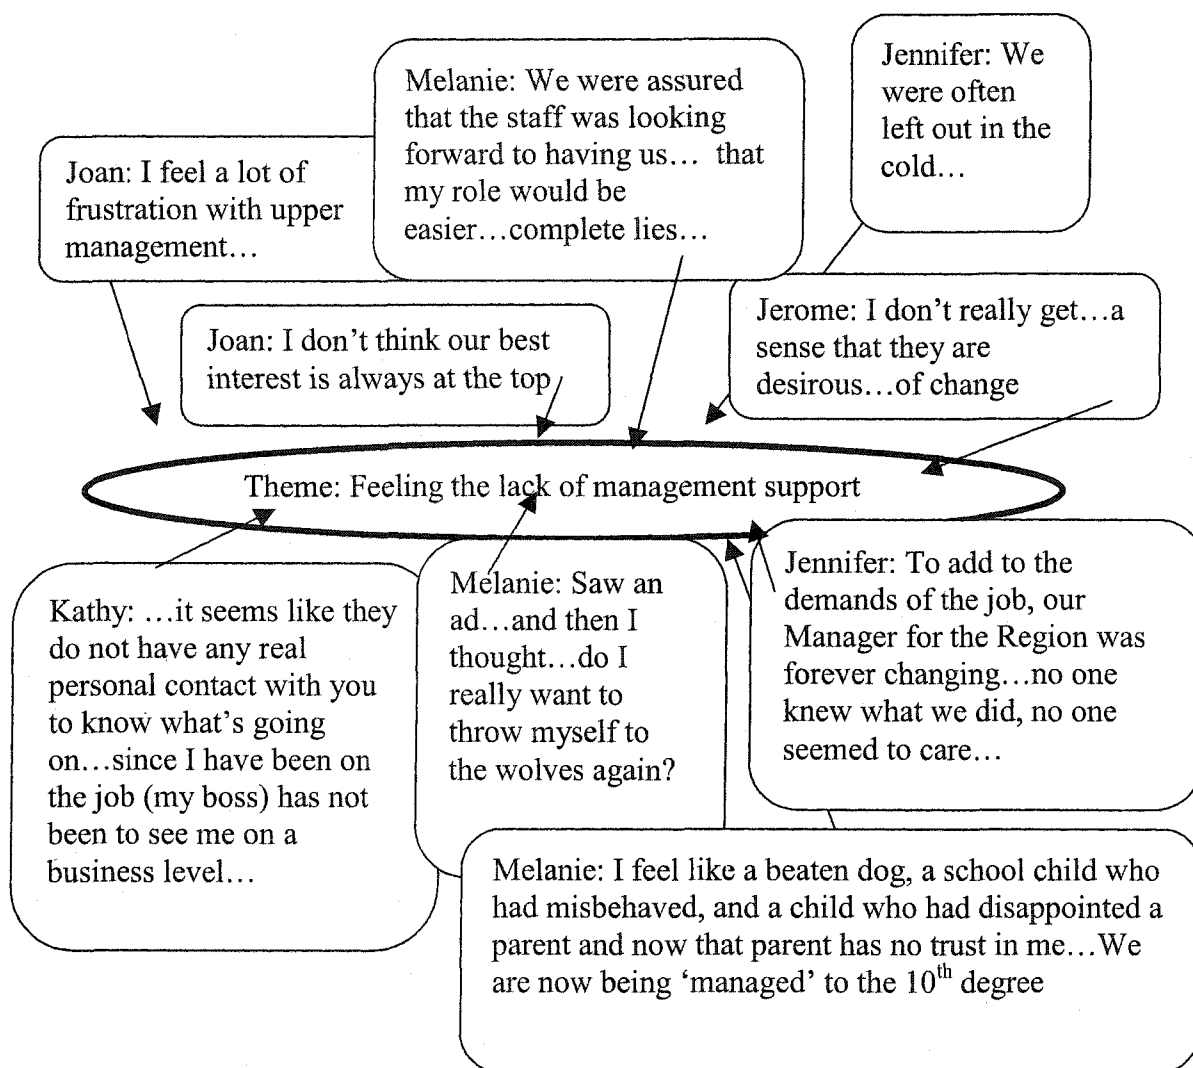 Jennifer: We
were often
left out in the
cold…
Melanie: We were assured
that the staff was looking
forward to having us… that
my role would be
easier…complete lies…
Joan: I feel a lot of
frustration with upper
management…
Joan: I don't think our best
interest is always at the top
Jerome: I don't really get…a
sense that they are
desirous…of change
Theme: Feeling the lack of management support
Kathy: …it seems like they
do not have any real
personal contact with you
to know what's going
on…since I have been on
the job (my boss) has not
been to see me on a
business level…
Melanie: Saw an
ad…and then I
thought…do I
really want to
throw myself to
the wolves again?
Jennifer: To add to the
demands of the job, our
Manager for the Region was
forever changing…no one
knew what we did, no one
seemed to care…
Melanie: I feel like a beaten dog, a school child who
had misbehaved, and a child who had disappointed a
parent and now that parent has no trust in me…We
are now being 'managed' to the 10th degree